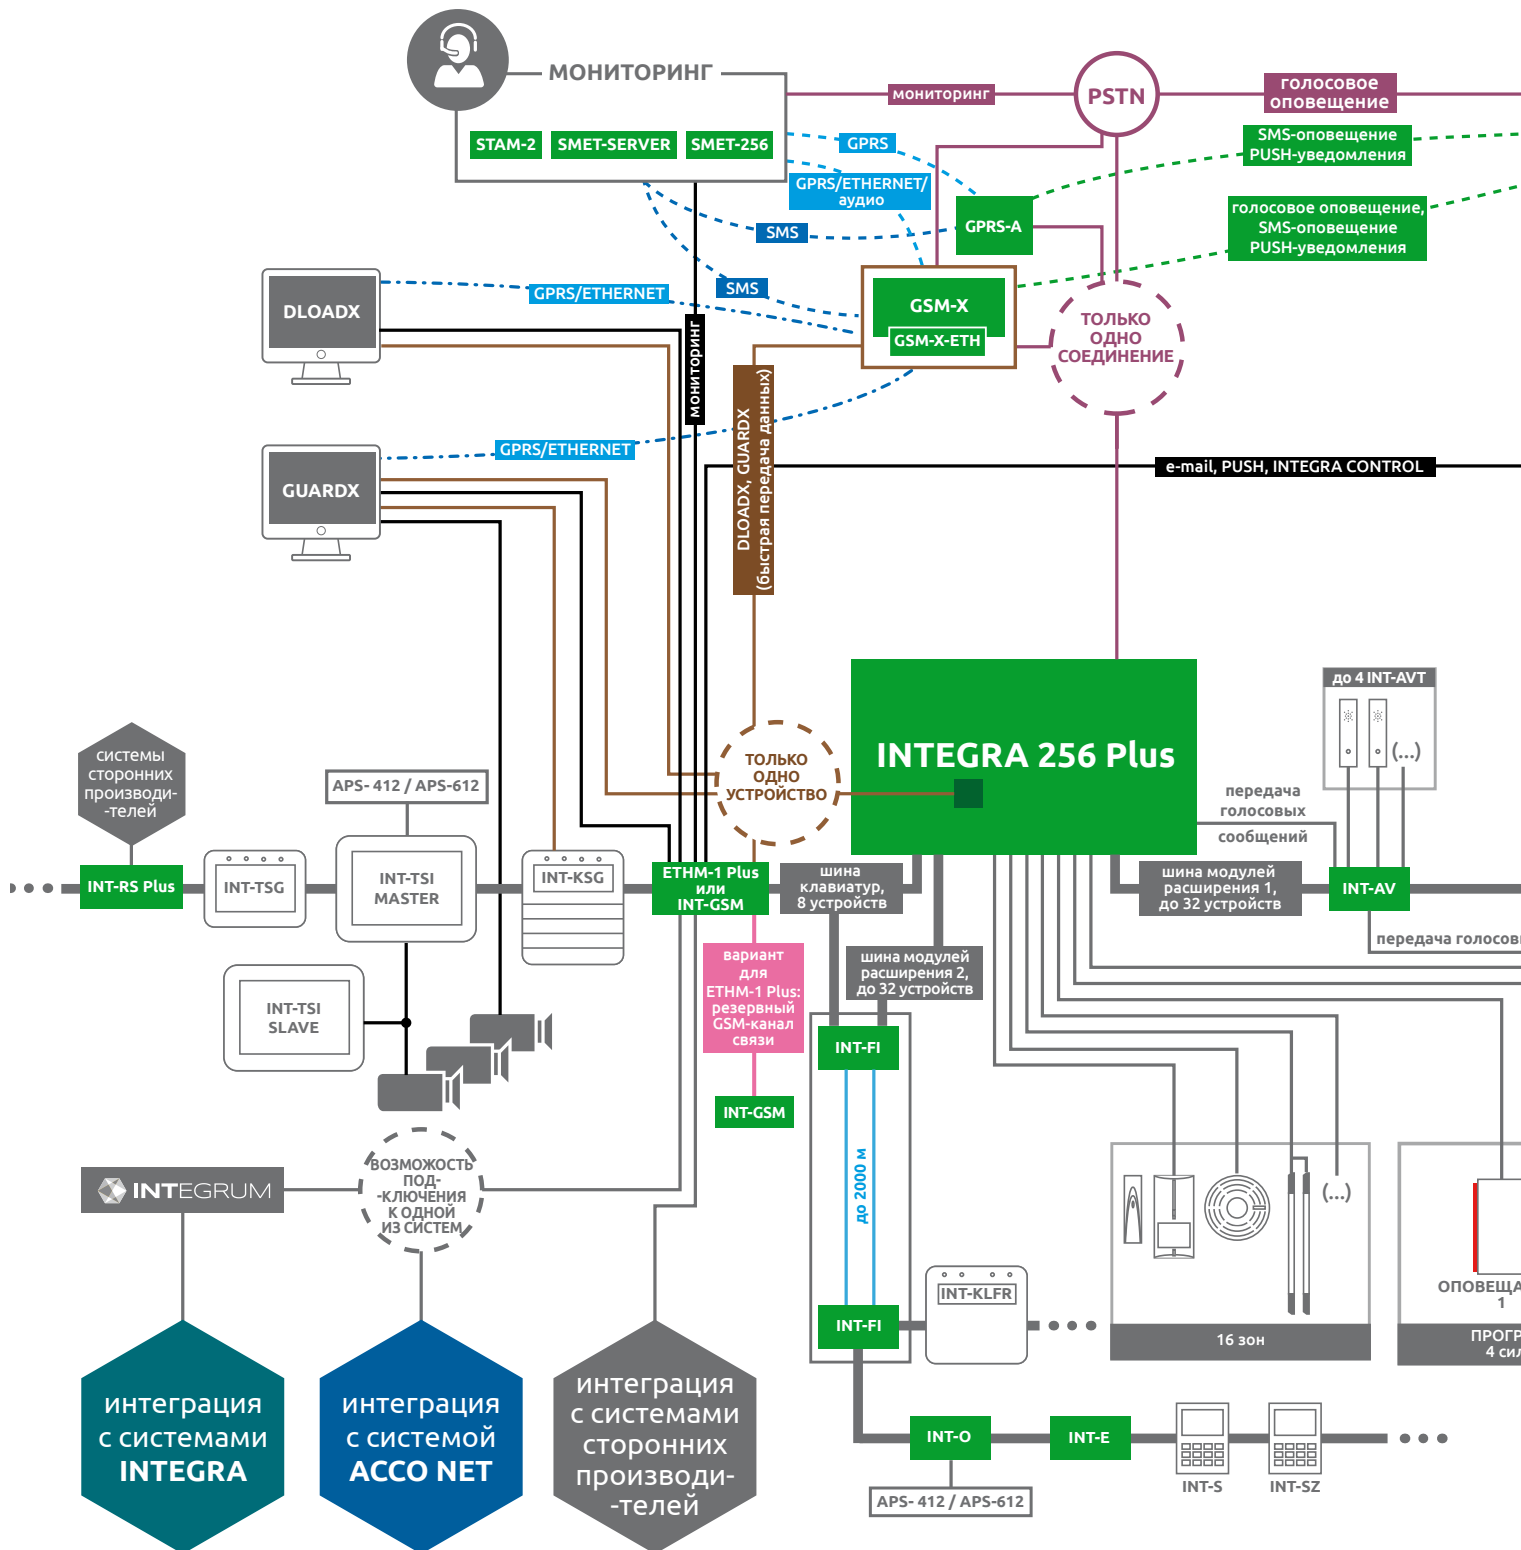 МОНИТОРИНГ
STAM-2
SMET-SERVER
SMET-256
мониторинг
PSTN
голосовое
оповещение
GPRS
GPRS/ETHERNET/
аудио
SMS
SMS
SMS-оповещение
PUSH-уведомления
голосовое оповещение,
SMS-оповещение
PUSH-уведомления
GPRS-A
DLOADX
GPRS/ETHERNET
GSM-X
GSM-X-ETH
ТОЛЬКО
ОДНО
СОЕДИНЕНИЕ
мониторинг
DLOADX, GUARDX
(быстрая передача данных)
GUARDX
GPRS/ETHERNET
e-mail, PUSH, INTEGRA CONTROL
INTEGRA 256 Plus
до 4 INT-AVT
(...)
системы
сторонних
производи-
-телей
APS- 412 / APS-612
ТОЛЬКО
ОДНО
УСТРОЙСТВО
передача
голосовых
сообщений
INT-RS Plus
INT-TSG
INT-TSI
MASTER
INT-KSG
ETHM-1 Plus
или
INT-GSM
шина
клавиатур,
8 устройств
шина модулей
расширения 1,
до 32 устройств
INT-AV
передача голосовы
вариант
для
ETHM-1 Plus:
резервный
GSM-канал
связи
шина модулей
расширения 2,
до 32 устройств
INT-TSI
SLAVE
INT-FI
INT-GSM
до 2000 м
ВОЗМОЖОСТЬ
ПОД-
-КЛЮЧЕНИЯ
К ОДНОЙ
ИЗ СИСТЕМ
INTEGRUM
(...)
INT-KLFR
INT-FI
16 зон
ОПОВЕЩА
1
ПРОГР
4 сил
интеграция
с системами
INTEGRA
интеграция
с системой
ACCO NET
интеграция
с системами
сторонних
производи-
-телей
INT-O
INT-E
INT-S
INT-SZ
APS- 412 / APS-612